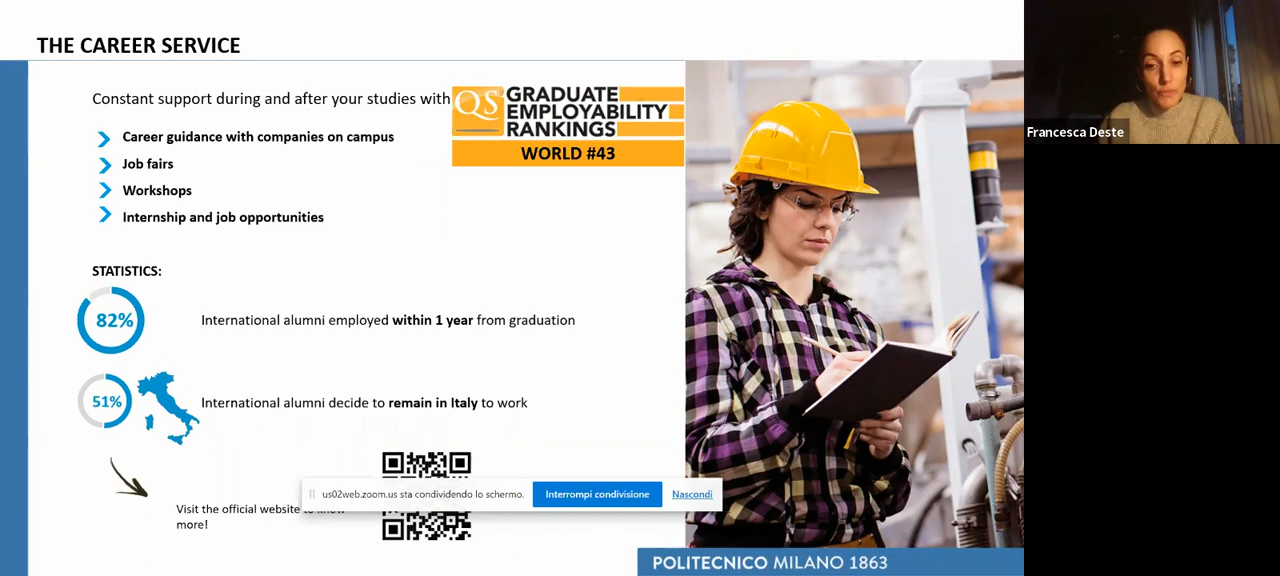 THE CAREER SERVICE
Constant support during and after your studies with
QS GRADUATE
EMPLOYABILITY
RANKINGS
WORLD #43
Career guidance with companies on campus
Job fairs
Workshops
Internship and job opportunities
STATISTICS:
82%
International alumni employed within 1 year from graduation
51%
International alumni decide to remain in Italy to work
us02web.zoom.us sta condividendo lo schermo.
Interrompi condivisione
Nascondi
Visit the official website to know
more!
POLITECNICO MILANO 1863
Francesca Deste